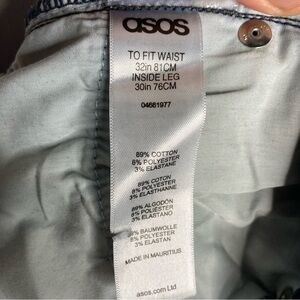 asos
TO FIT WAIST
32in 81CM
INSIDE LEG
30in 76CM
04661977
89% COTTON
8% POLYESTER
3% ELASTANE
89% COTON
8% POLYESTER
3% ELASTHANNE
89% ALGODÓN
8% POLIÉSTER
3% ELASTANO
89% BAUMWOLLE
8% POLYESTER
3% ELASTAN
MADE IN MAURITIUS
asos.com Ltd